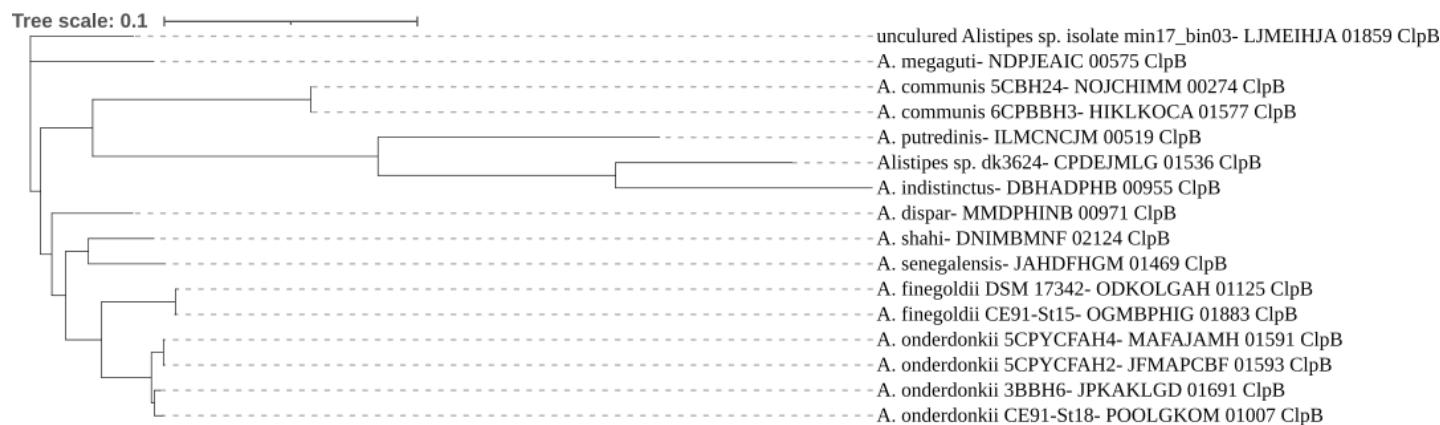 Tree scale: 0.1
unculured Alistipes sp. isolate min17_bin03- LJMEIHJA 01859 ClpB
A. megaguti- NDPJEAIC 00575 ClpB
A. communis 5CBH24- NOJCHIMM 00274 ClpB
A. communis 6CPBBH3- HIKLKOCA 01577 ClpB
A. putredinis- ILMCNCJM 00519 ClpB
Alistipes sp. dk3624- CPDEJMLG 01536 ClpB
A. indistinctus- DBHADPHB 00955 ClpB
A. dispar- MMDPHINB 00971 ClpB
A. shahi- DNIMBMNF 02124 ClpB
A. senegalensis- JAHDFHGM 01469 ClpB
A. finegoldii DSM 17342- ODKOLGAH 01125 ClpB
A. finegoldii CE91-St15- OGMBPHIG 01883 ClpB
A. onderdonkii 5CPYCFAH4- MAFAJAMH 01591 ClpB
A. onderdonkii 5CPYCFAH2- JFMAPCBF 01593 ClpB
A. onderdonkii 3BBH6- JPKAKLGD 01691 ClpB
A. onderdonkii CE91-St18- POOLGKOM 01007 ClpB